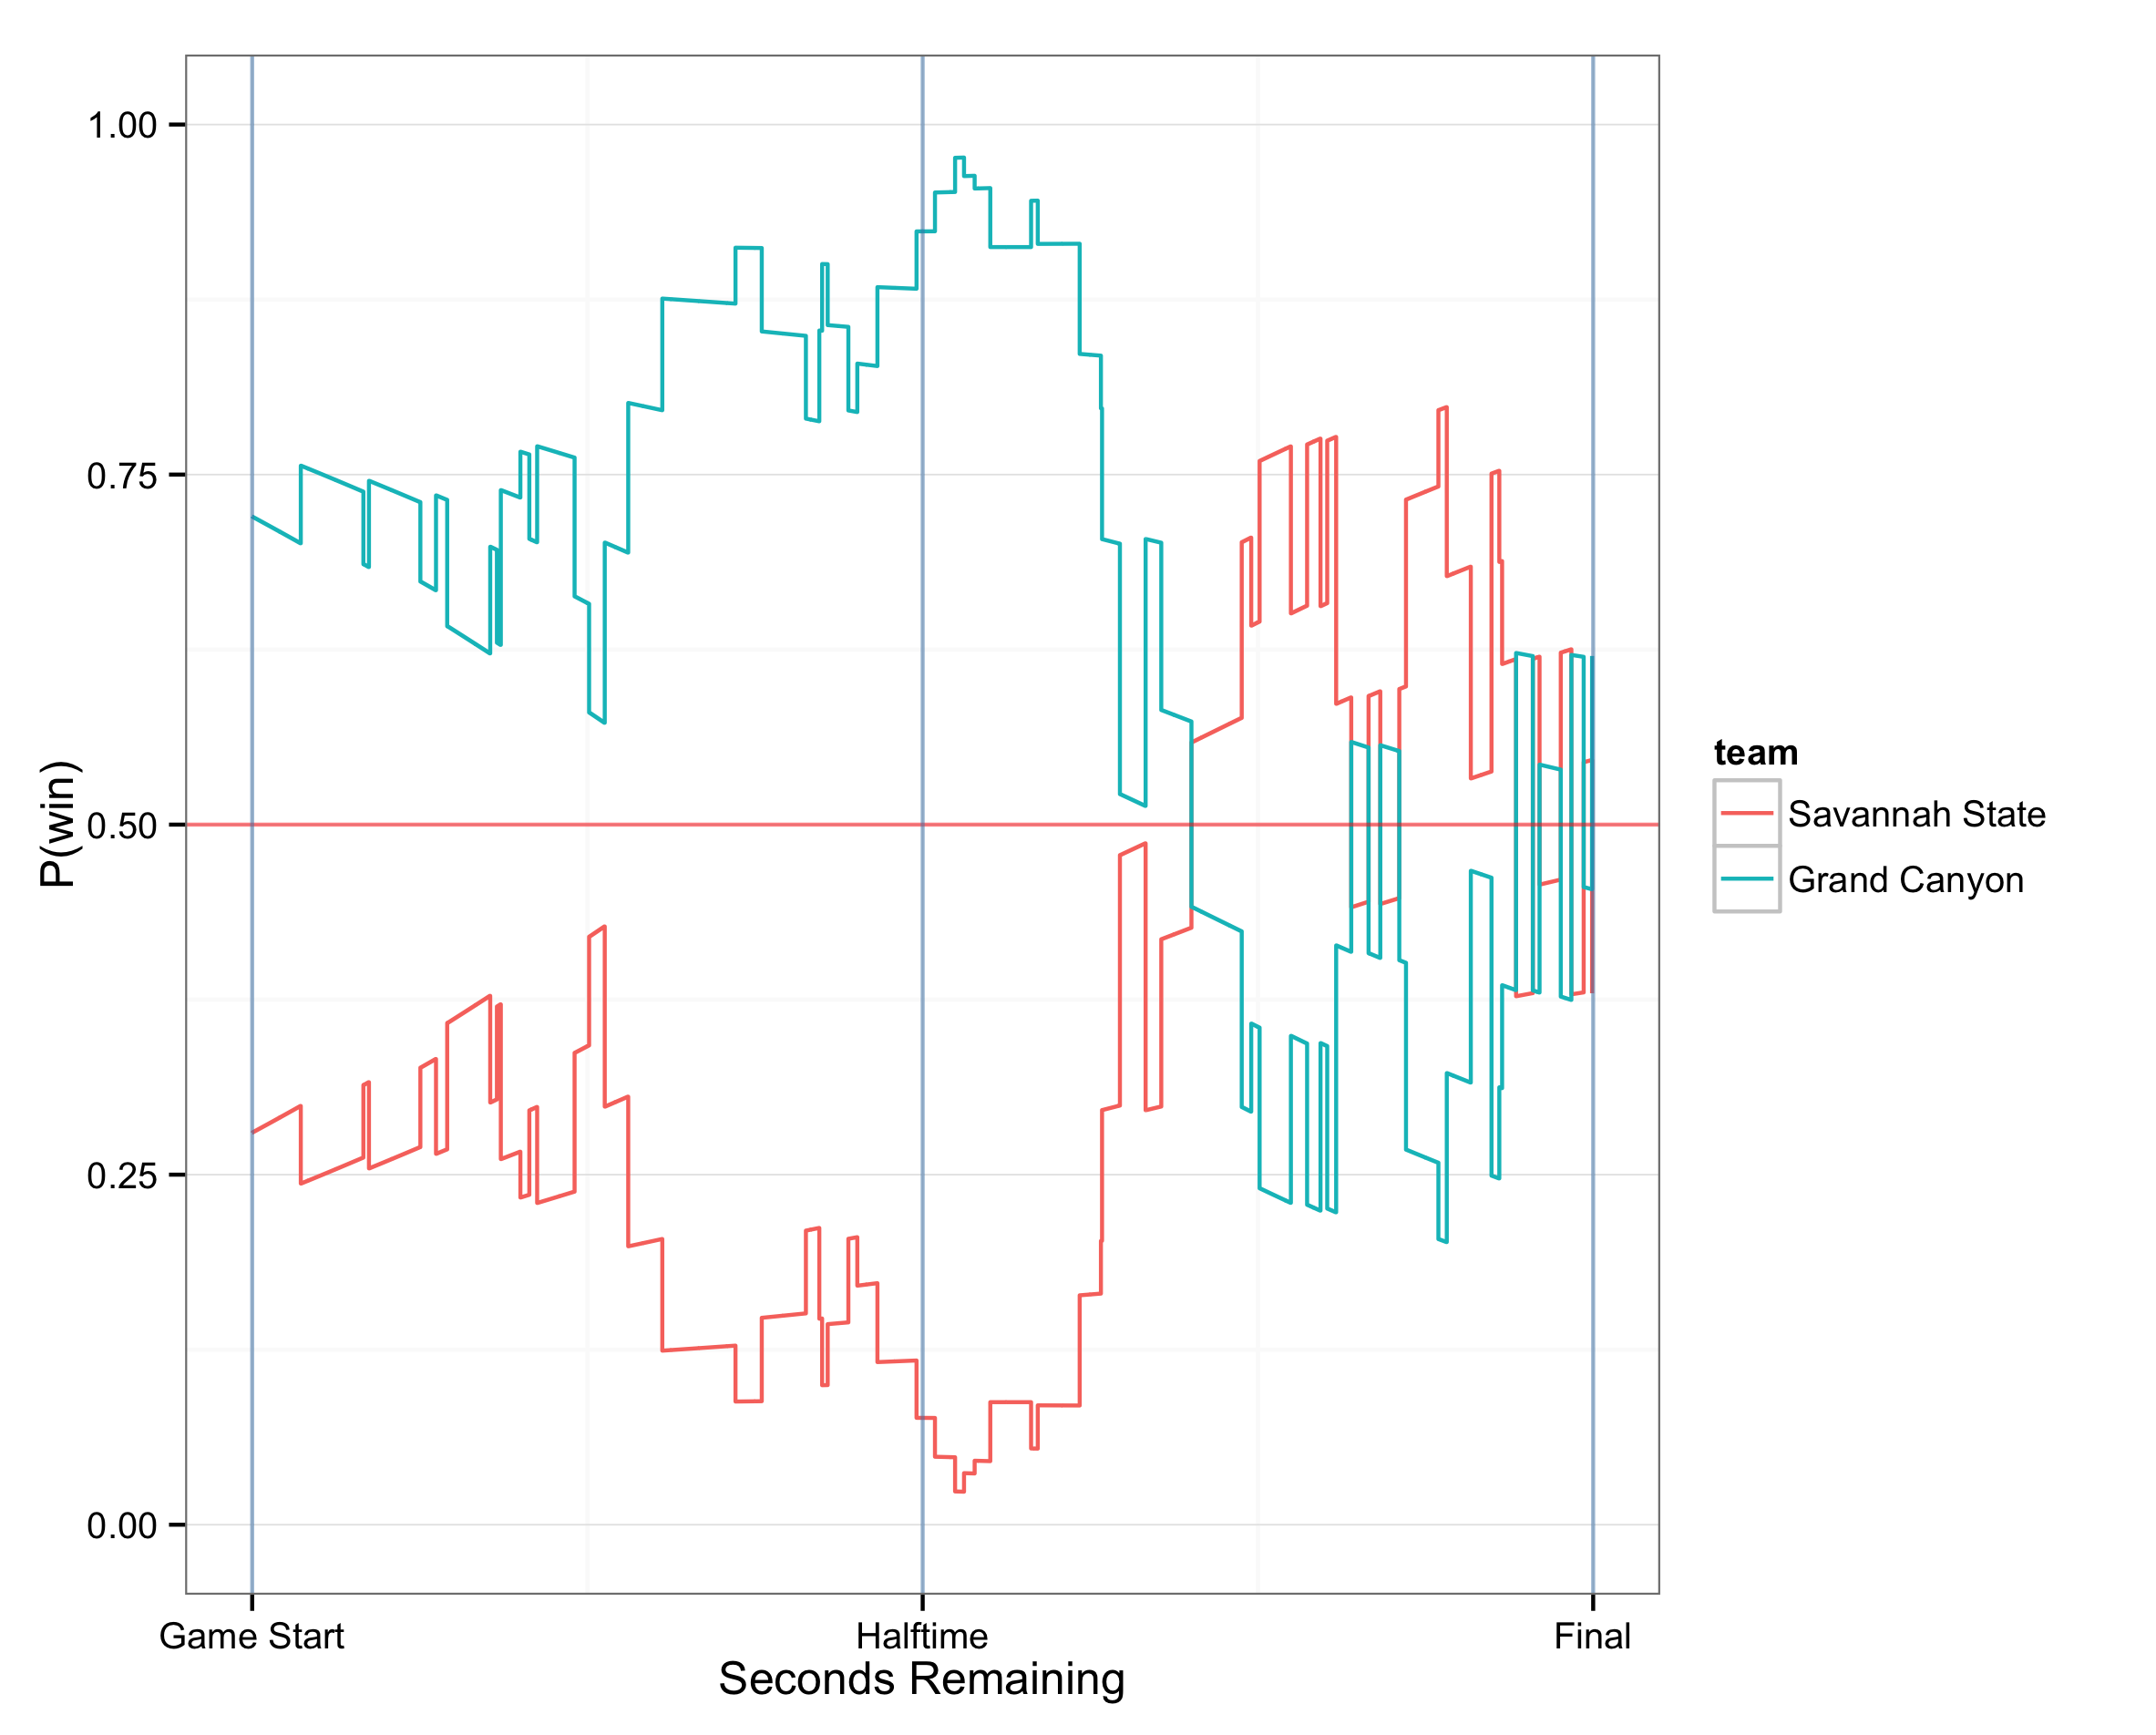 1.00
0.75
0.50
0.25
0.00
P(win)
Game Start
Halftime
Final
Seconds Remaining
team
Savannah State
Grand Canyon